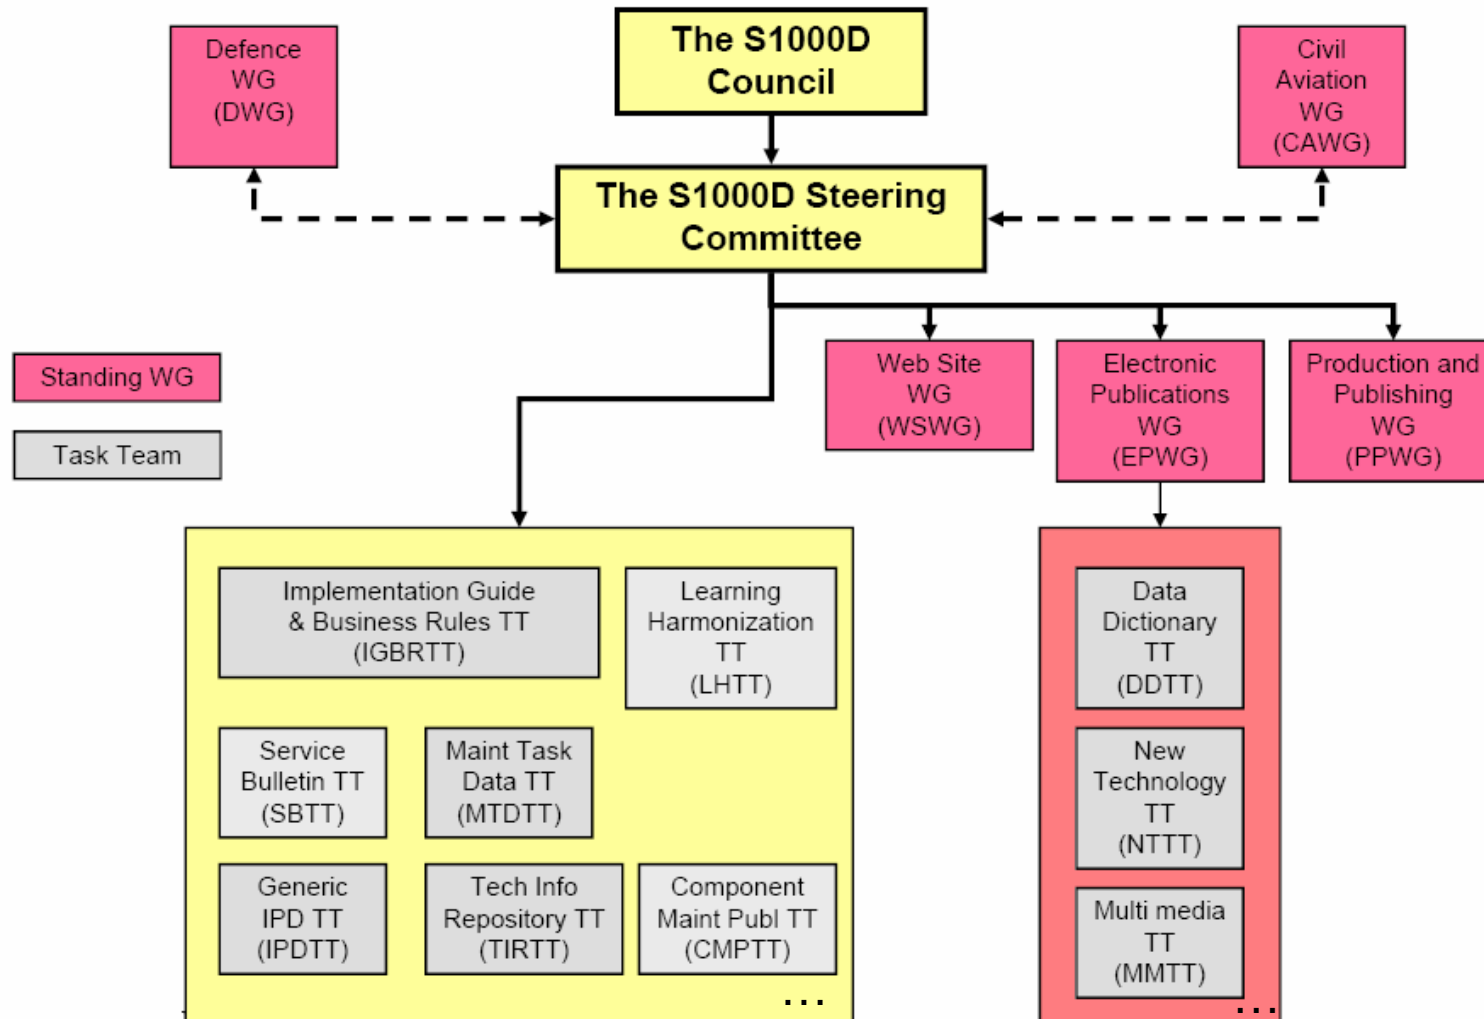 The S1000D
Council
Defence
WG
(DWG)
Civil
Aviation
WG
(CAWG)
The S1000D Steering
Committee
Standing WG
Task Team
Web Site
WG
(WSWG)
Electronic
Publications
WG
(EPWG)
Production and
Publishing
WG
(PPWG)
Implementation Guide
& Business Rules TT
(IGBRTT)
Learning
Harmonization
TT
(LHTT)
Service
Bulletin TT
(SBTT)
Maint Task
Data TT
(MTDTT)
Generic
IPD TT
(IPDTT)
Tech Info
Repository TT
(TIRTT)
Component
Maint Publ TT
(CMPTT)
...
Data
Dictionary
TT
(DDTT)
New
Technology
TT
(NTTT)
Multi media
TT
(MMTT)
...